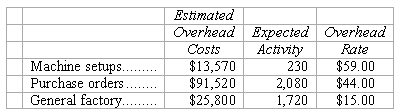 Estimated
Overhead Expected Overhead
Costs Activity Rate
Machine setups......... $13,570 230 $59.00
Purchase orders........ $91,520 2,080 $44.00
General factory......... $25,800 1,720 $15.00